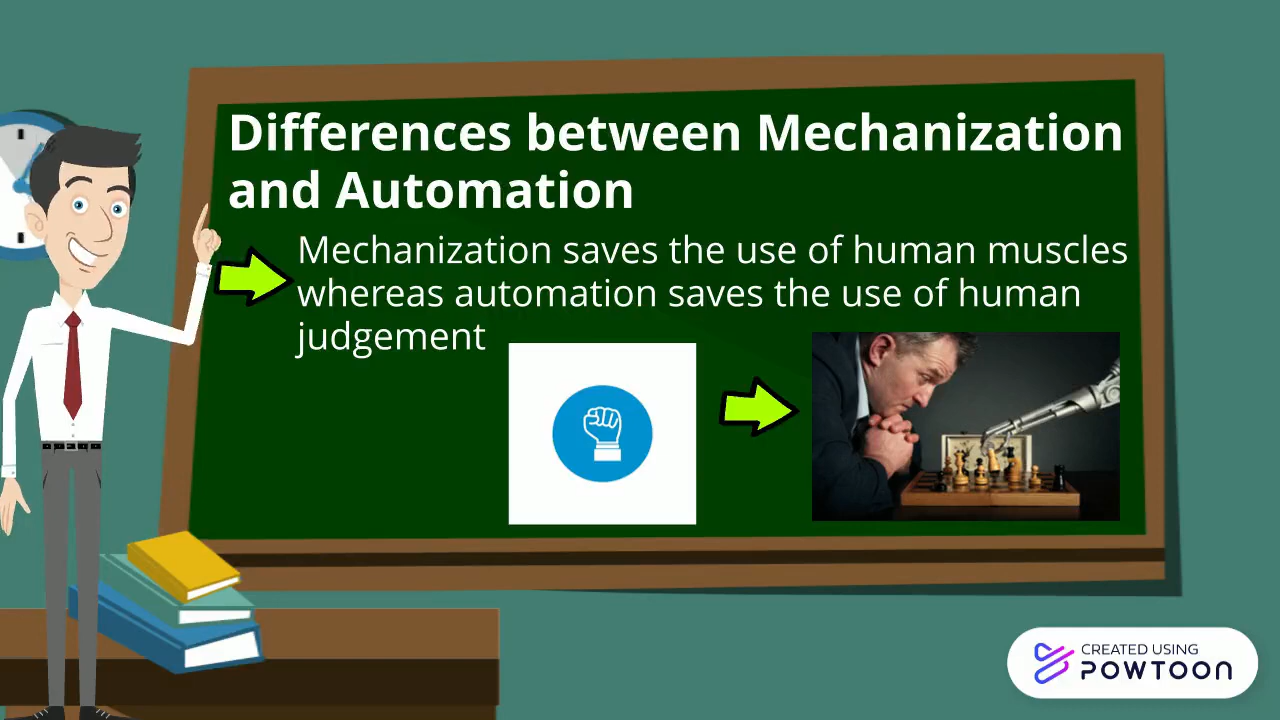 Differences between Mechanization
and Automation
Mechanization saves the use of human muscles
whereas automation saves the use of human
judgement
CREATED USING
POWTOON